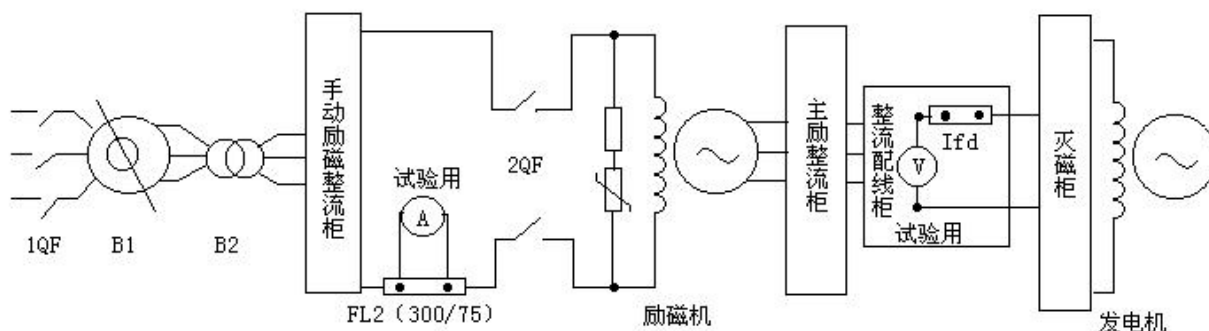 1QF
B1
B2
手动励磁整流柜
试验用
A
FL2（300/75）
2QF
励磁机
主励整流柜
整流配线柜
Ifd
V
试验用
灭磁柜
发电机